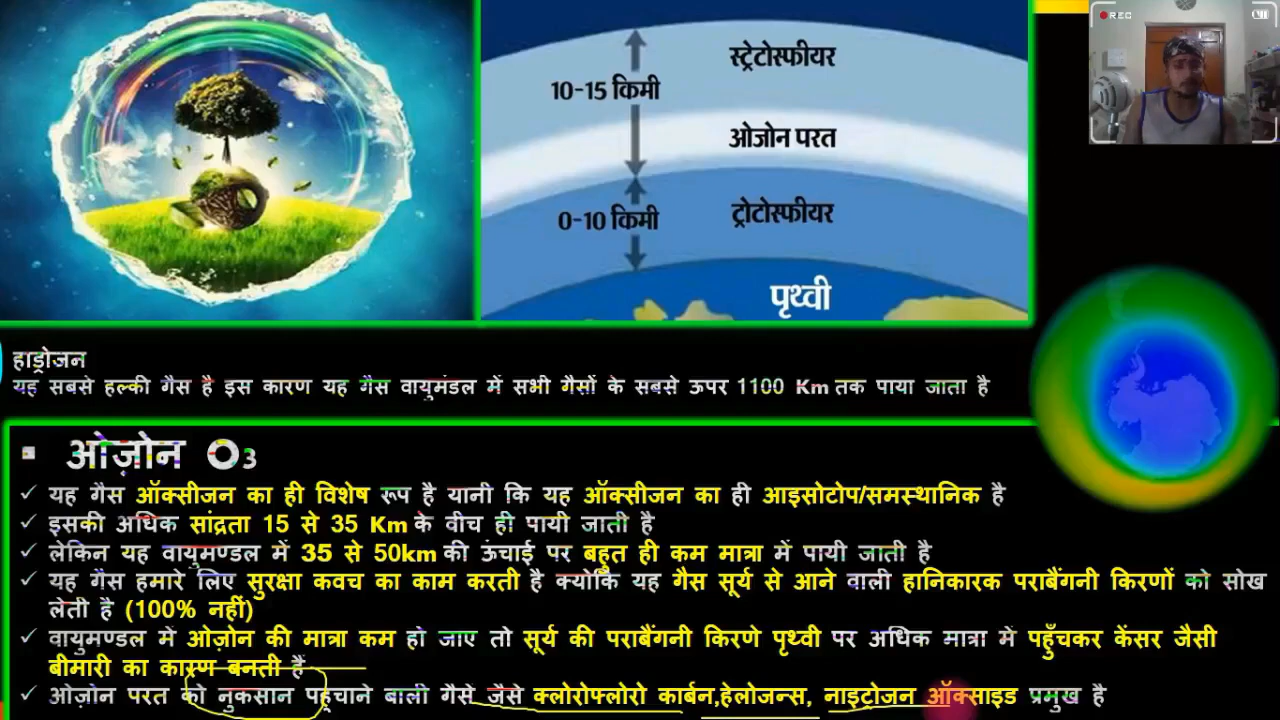 REC
स्ट्रेटोस्फीयर
10-15 किमी
ओजोन परत
0-10 किमी
ट्रोटोस्फीयर
पृथ्वी
हाड्रोजन
यह सबसे हल्की गैस है इस कारण यह गैस वायुमंडल में सभी गैसों के सबसे ऊपर 1100 Km तक पाया जाता है
▪ ओज़ोन O3
✓ यह गैस ऑक्सीजन का ही विशेष रूप है यानी कि यह ऑक्सीजन का ही आइसोटोप/समस्थानिक है
✓ इसकी अधिक सांद्रता 15 से 35 Km के वीच ही पायी जाती है
✓ लेकिन यह वायुमण्डल में 35 से 50km की ऊंचाई पर बहुत ही कम मात्रा में पायी जाती है
✓ यह गैस हमारे लिए सुरक्षा कवच का काम करती है क्योकि यह गैस सूर्य से आने वाली हानिकारक पराबैंगनी किरणों को सोख
लेती है (100% नहीं)
✓ वायुमण्डल में ओज़ोन की मात्रा कम हो जाए तो सूर्य की पराबैंगनी किरणे पृथ्वी पर अधिक मात्रा में पहुँचकर केंसर जैसी
बीमारी का कारण बनती हैं
✓ ओज़ोन परत को नुकसान पहुचाने बाली गैसें जैसे क्लोरोफ्लोरो कार्बन,हेलोजन्स, नाइट्रोजन ऑक्साइड प्रमुख है